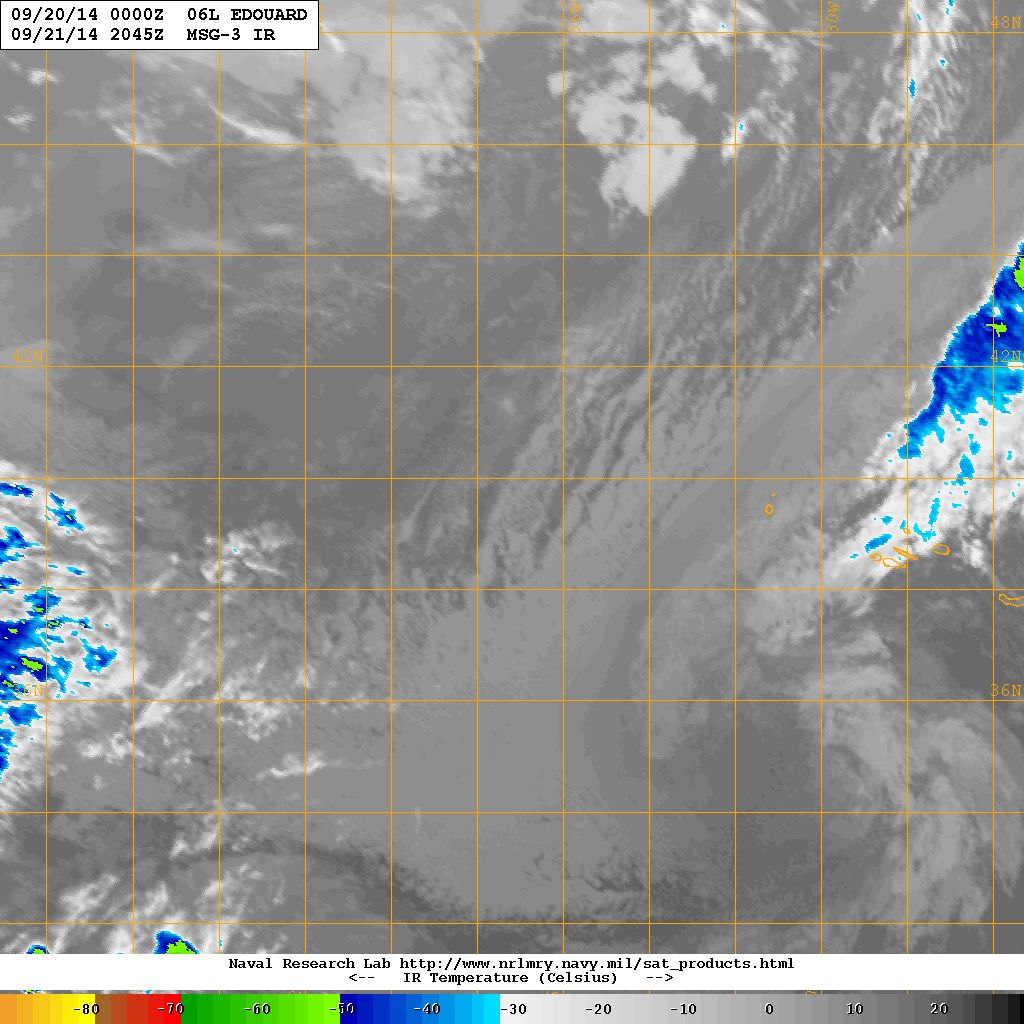 09/20/14 0000Z 06L EDOUARD
09/21/14 2045Z MSG-3 IR
30W
48N
42N
42N
36N
36N
Naval Research Lab http://www.nrlmry.navy.mil/sat_products.html
<-- IR Temperature (Celsius) -->
-80 -70 -60 -50 -40 -30 -20 -10 0 10 20